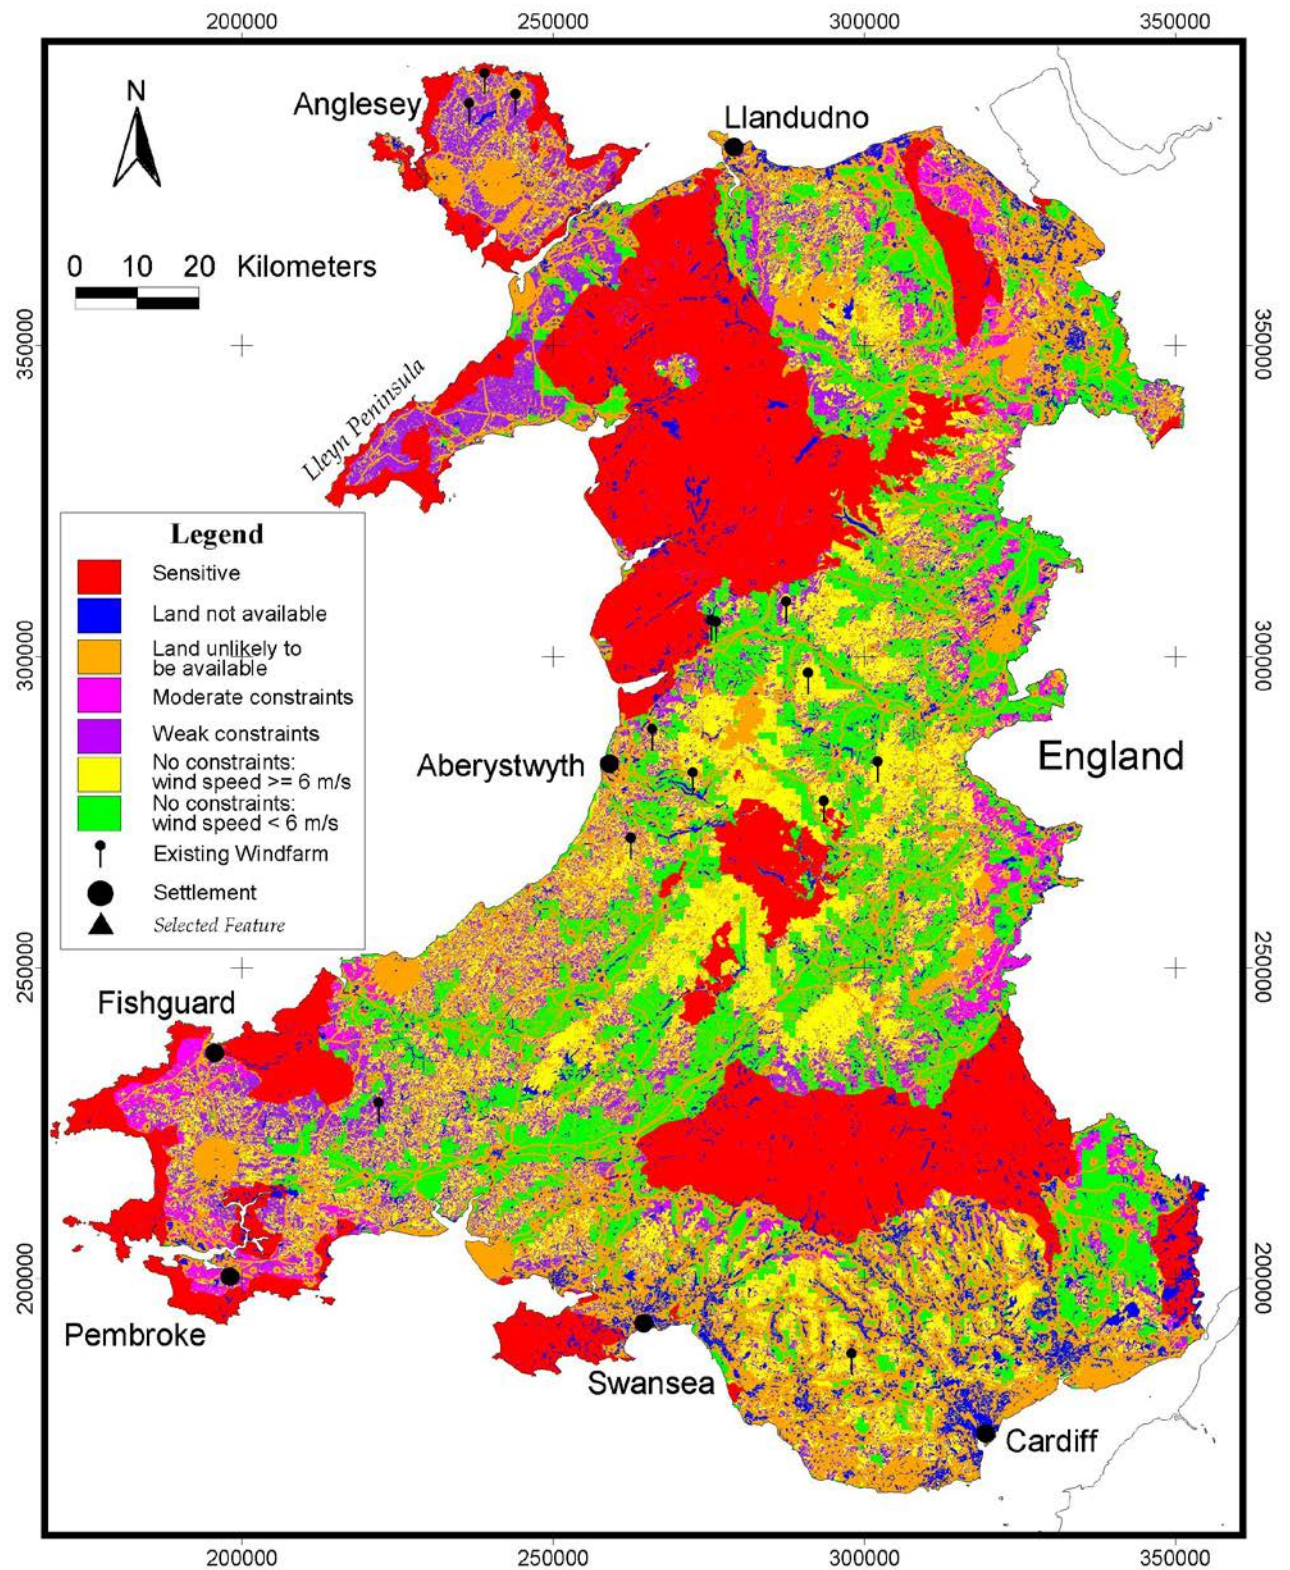 200000 250000 300000 350000
N
Anglesey
Llandudno
0 10 20 Kilometers
350000 350000
Lleyn Peninsula
Legend
Sensitive
Land not available
Land unlikely to
be available
Moderate constraints
Weak constraints
No constraints:
wind speed >= 6 m/s
No constraints:
wind speed < 6 m/s
Existing Windfarm
Settlement
Selected Feature
300000 300000
England
Aberystwyth
250000 250000
Fishguard
200000 200000
Pembroke
Swansea
Cardiff
200000 250000 300000 350000